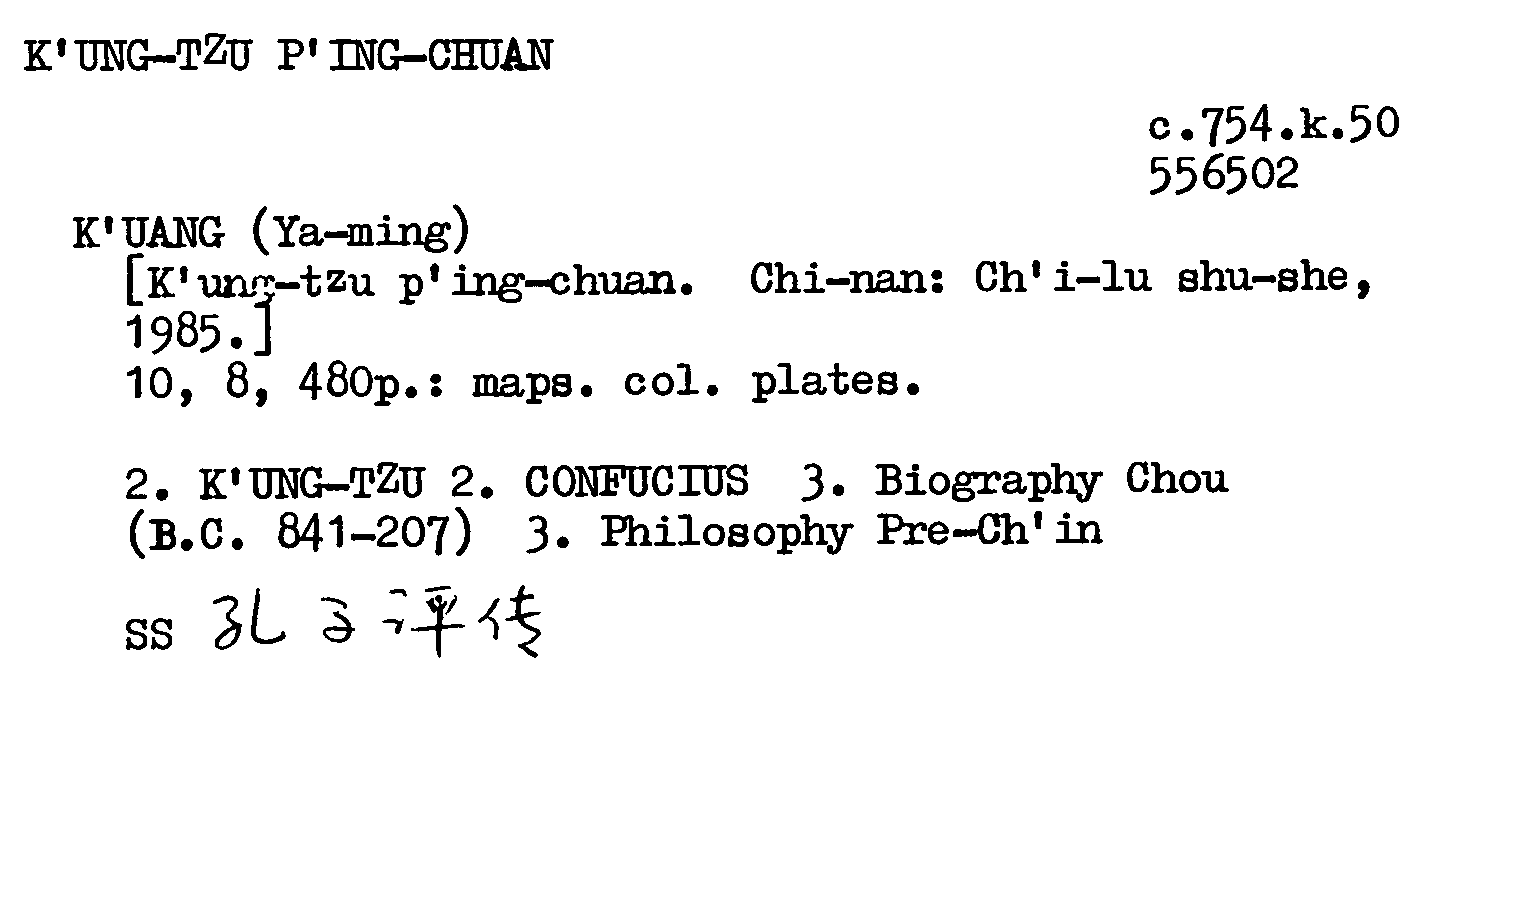 K'UNG-TZU P'ING-CHUAN
c.754.k.50
556502
K'UANG (Ya-ming)
[K'ung-tzu p'ing-chuan. Chi-nan: Ch'i-lu shu-she,
1985.]
10, 8, 480p.: maps. col. plates.
2. K'UNG-TZU 2. CONFUCIUS 3. Biography Chou
(B.C. 841-207) 3. Philosophy Pre-Ch'in
SS 孔子评传